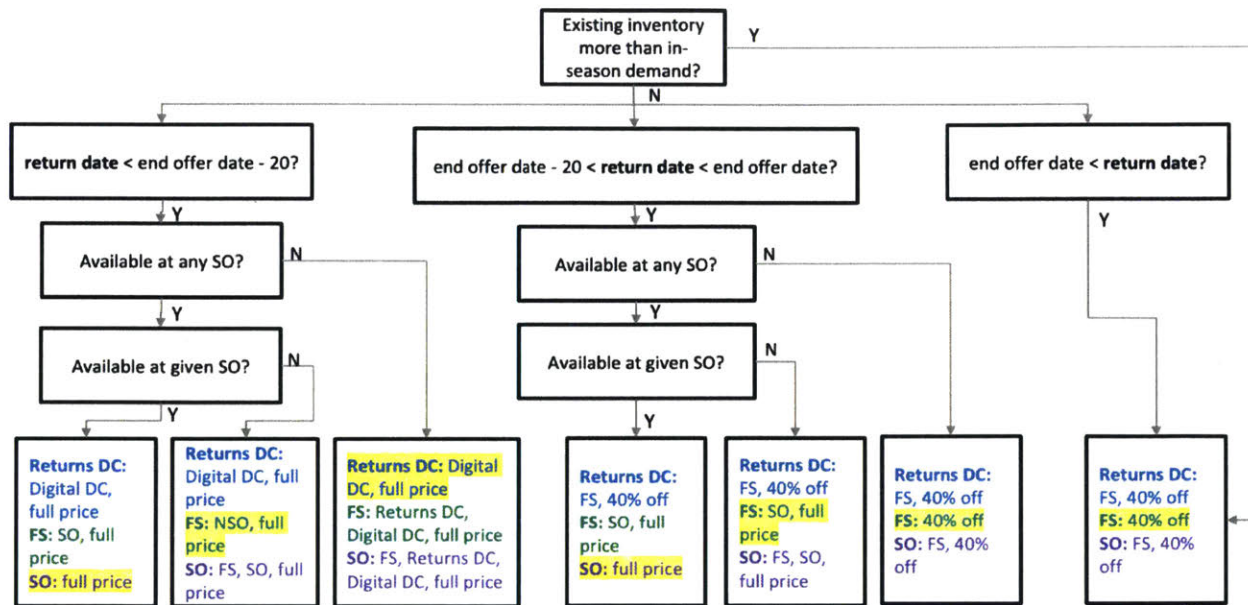 Existing inventory
more than in-
season demand?
Y
N
return date < end offer date - 20?
end offer date - 20 < return date < end offer date?
end offer date < return date?
Y
Y
Y
Available at any SO?
N
Available at any SO?
N
Y
Y
Available at given SO?
N
Available at given SO?
N
Y
Y
Returns DC:
Digital DC,
full price
FS: SO, full
price
SO: full price
Returns DC:
Digital DC, full
price
FS: NSO, full
price
SO: FS, SO, full
price
Returns DC: Digital
DC, full price
FS: Returns DC,
Digital DC, full price
SO: FS, Returns DC,
Digital DC, full price
Returns DC:
FS, 40% off
FS: SO, full
price
SO: full price
Returns DC:
FS, 40% off
FS: SO, full
price
SO: FS, SO,
full price
Returns DC:
FS, 40% off
FS: 40% off
SO: FS, 40%
off
Returns DC:
FS, 40% off
FS: 40% off
SO: FS, 40%
off